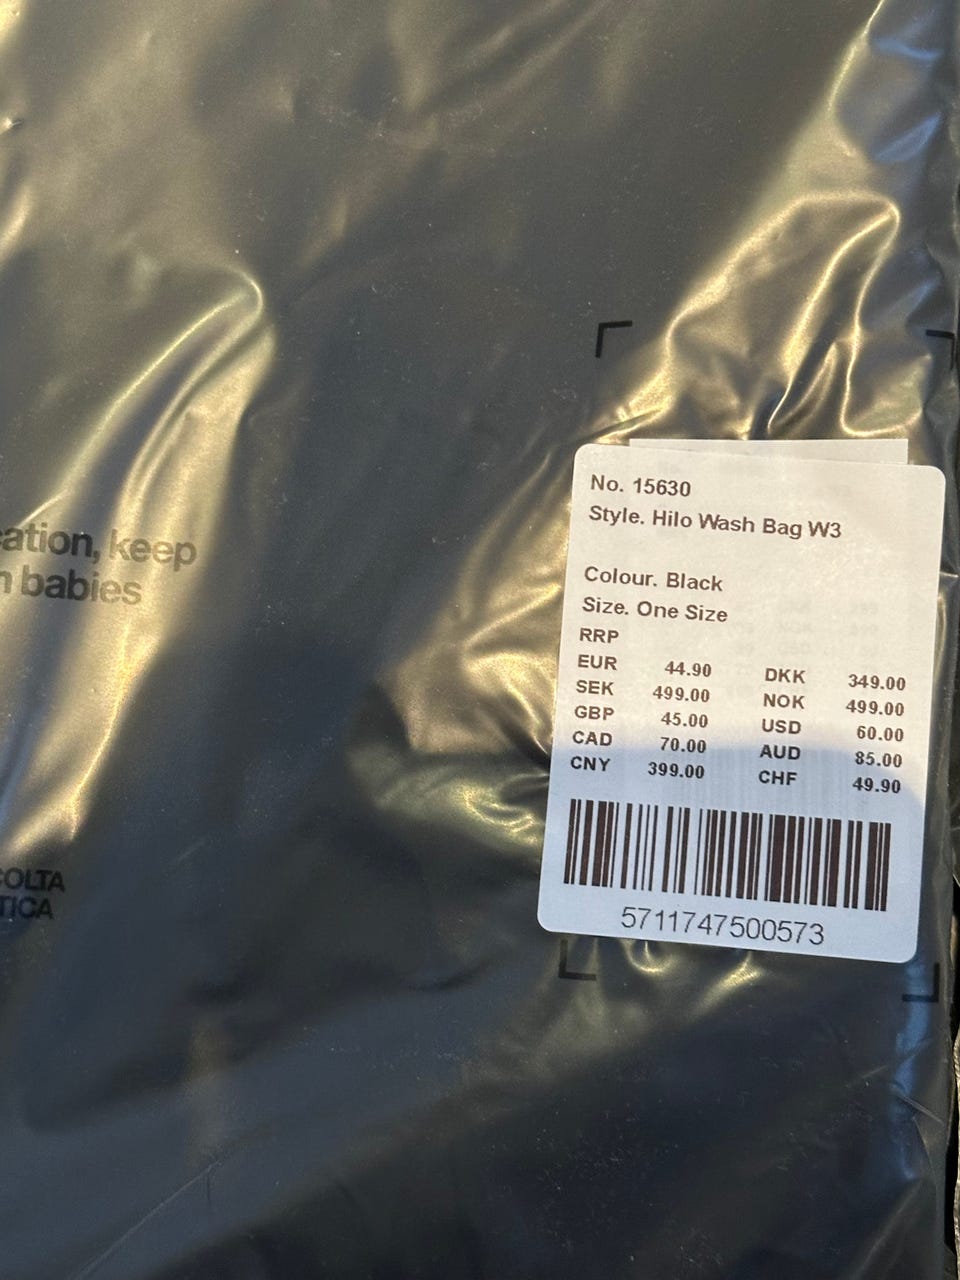 ation, keep
babies
COLTA
TICA
No. 15630
Style. Hilo Wash Bag W3
Colour. Black
Size. One Size
RRP
EUR 44.90 DKK 349.00
SEK 499.00 NOK 499.00
GBP 45.00 USD 60.00
CAD 70.00 AUD 85.00
CNY 399.00 CHF 49.90
5711747500573